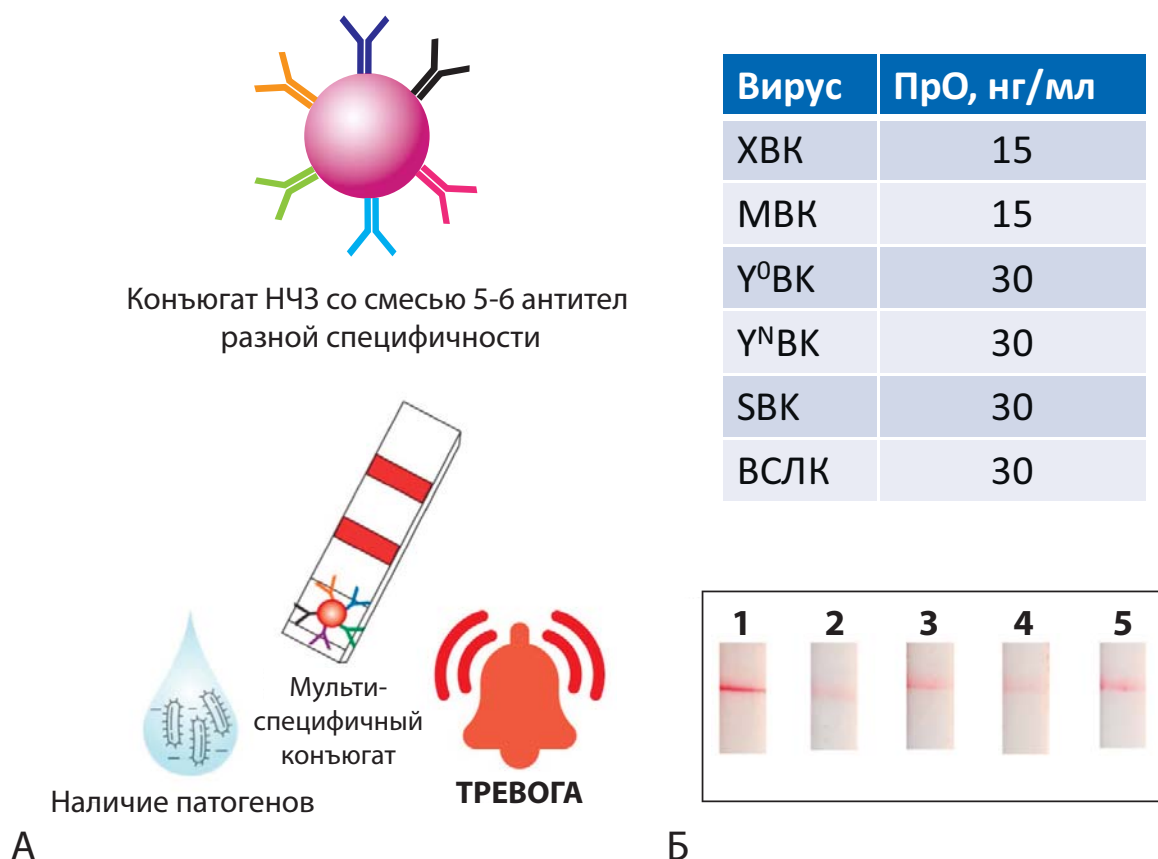 Конъюгат НЧЗ со смесью 5-6 антител
разной специфичности
Мульти-
специфичный
конъюгат
Наличие патогенов
ТРЕВОГА
А
Вирус ПрО, нг/мл
ХВК 15
МВК 15
Y⁰ВК 30
YᴺВК 30
SВК 30
ВСЛК 30
1 2 3 4 5
Б